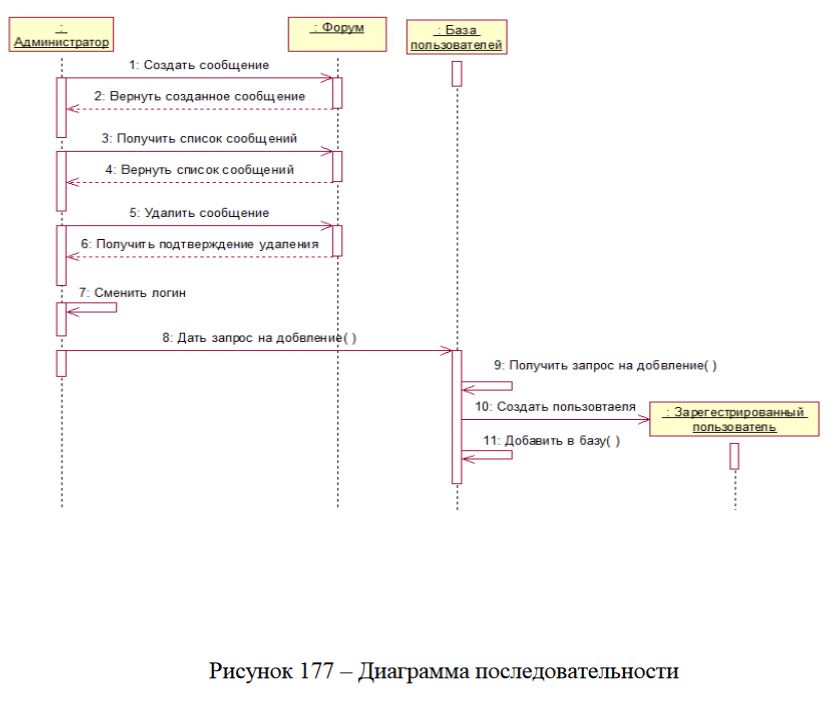 :
Администратор
: Форум
: База
пользователей
1: Создать сообщение
2: Вернуть созданное сообщение
3: Получить список сообщений
4: Вернуть список сообщений
5: Удалить сообщение
6: Получить подтверждение удаления
7: Сменить логин
8: Дать запрос на добвление( )
9: Получить запрос на добвление( )
10: Создать пользовтаеля
: Зарегестрированный
пользователь
11: Добавить в базу( )
Рисунок 177 – Диаграмма последовательности